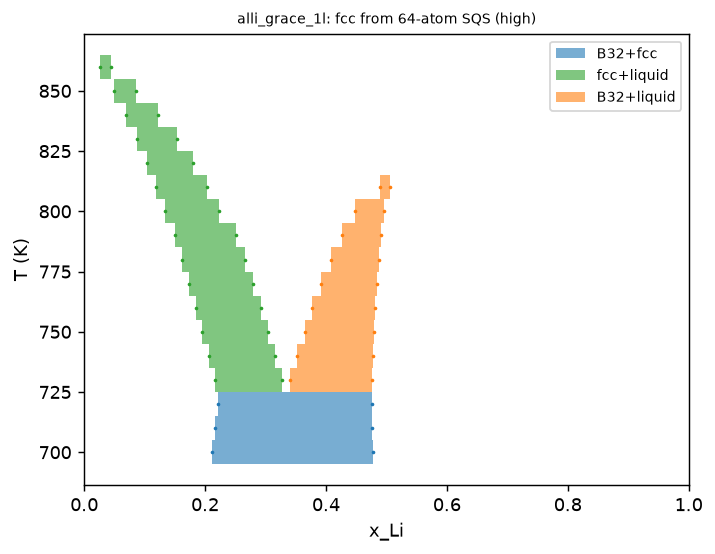 alli_grace_1l: fcc from 64-atom SQS (high)
B32+fcc
fcc+liquid
B32+liquid
T (K)
850
825
800
775
750
725
700
0.0 0.2 0.4 0.6 0.8 1.0
x_Li